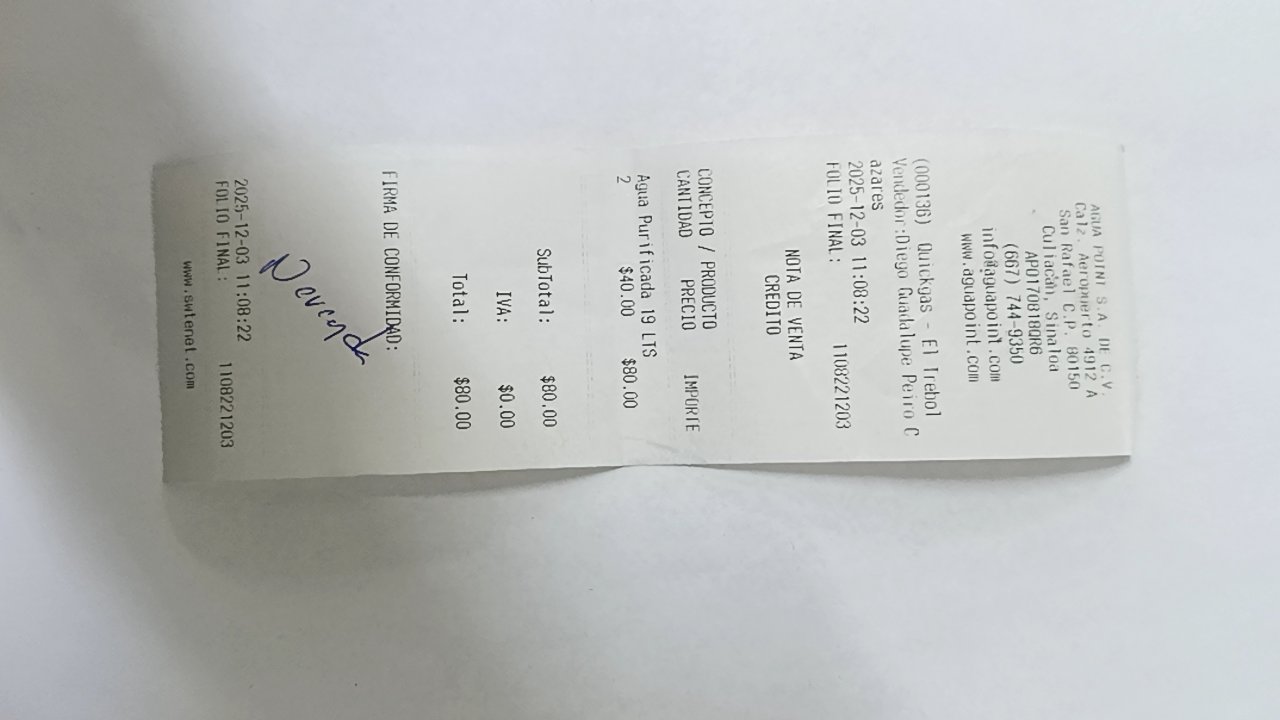 AGUA POINT S.A. DE C.V.
Calz. Aeropuerto 4912 A
San Rafael C.P. 80150
Culiacán, Sinaloa
APO170818QR6
(667) 744-9350
info@aguapoint.com
www.aguapoint.com
(000136) Quickgas - El Trebol
Vendedor:Diego Guadalupe Peiro C
azares
2025-12-03 11:08:22
FOLIO FINAL: 1108221203
NOTA DE VENTA
CREDITO
CONCEPTO / PRODUCTO
CANTIDAD PRECIO IMPORTE
Agua Purificada 19 LTS
2 $40.00 $80.00
SubTotal: $80.00
IVA: $0.00
Total: $80.00
FIRMA DE CONFORMIDAD:
2025-12-03 11:08:22
FOLIO FINAL: 1108221203
www.swtenet.com